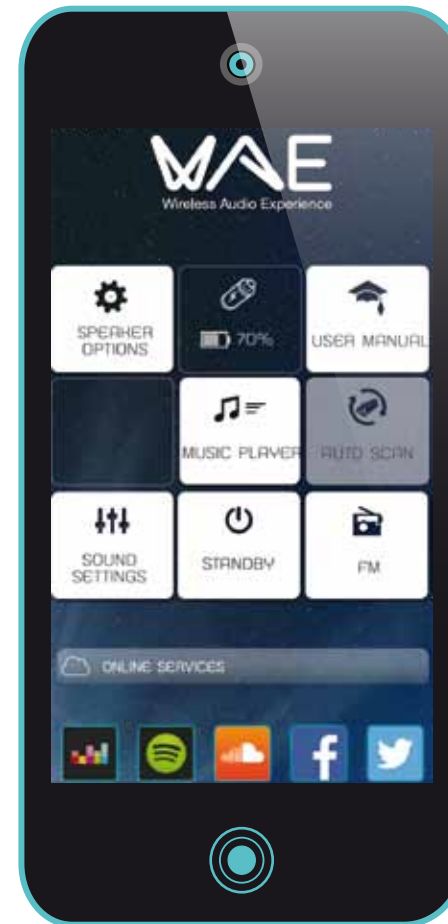 WAE
Wireless Audio Experience
SPEAKER
OPTIONS
70%
USER MANUAL
MUSIC PLAYER
AUTO SCAN
SOUND
SETTINGS
STANDBY
FM
ONLINE SERVICES
f